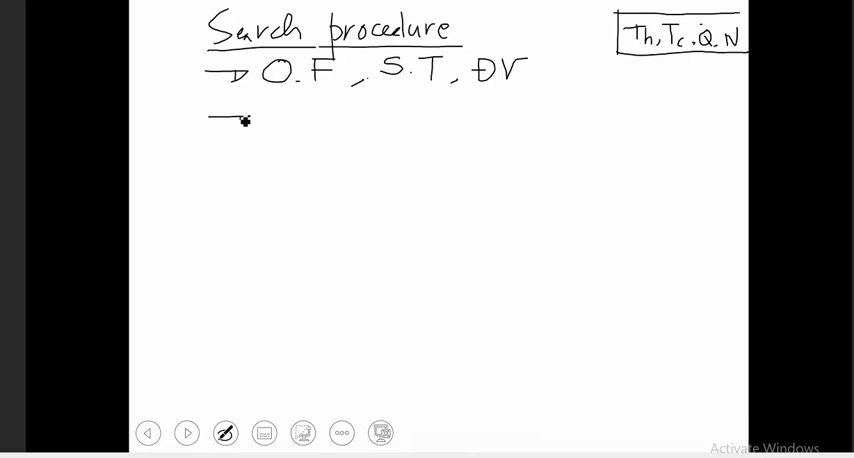 Search procedure
Th, Tc, Q̇, N
→ O.F, S.T, DV
Activate Windows